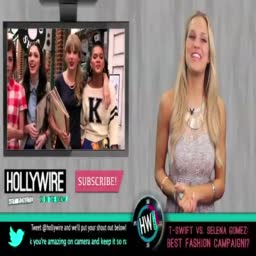 K
HOLLYWIRE
SUBSCRIBE!
Tweet @hollywire and we'll put your shout out below!
k you're amazing on camera and keep it so r
HW
T-SWIFT VS. SELENA GOMEZ:
BEST FASHION CAMPAIGN!?